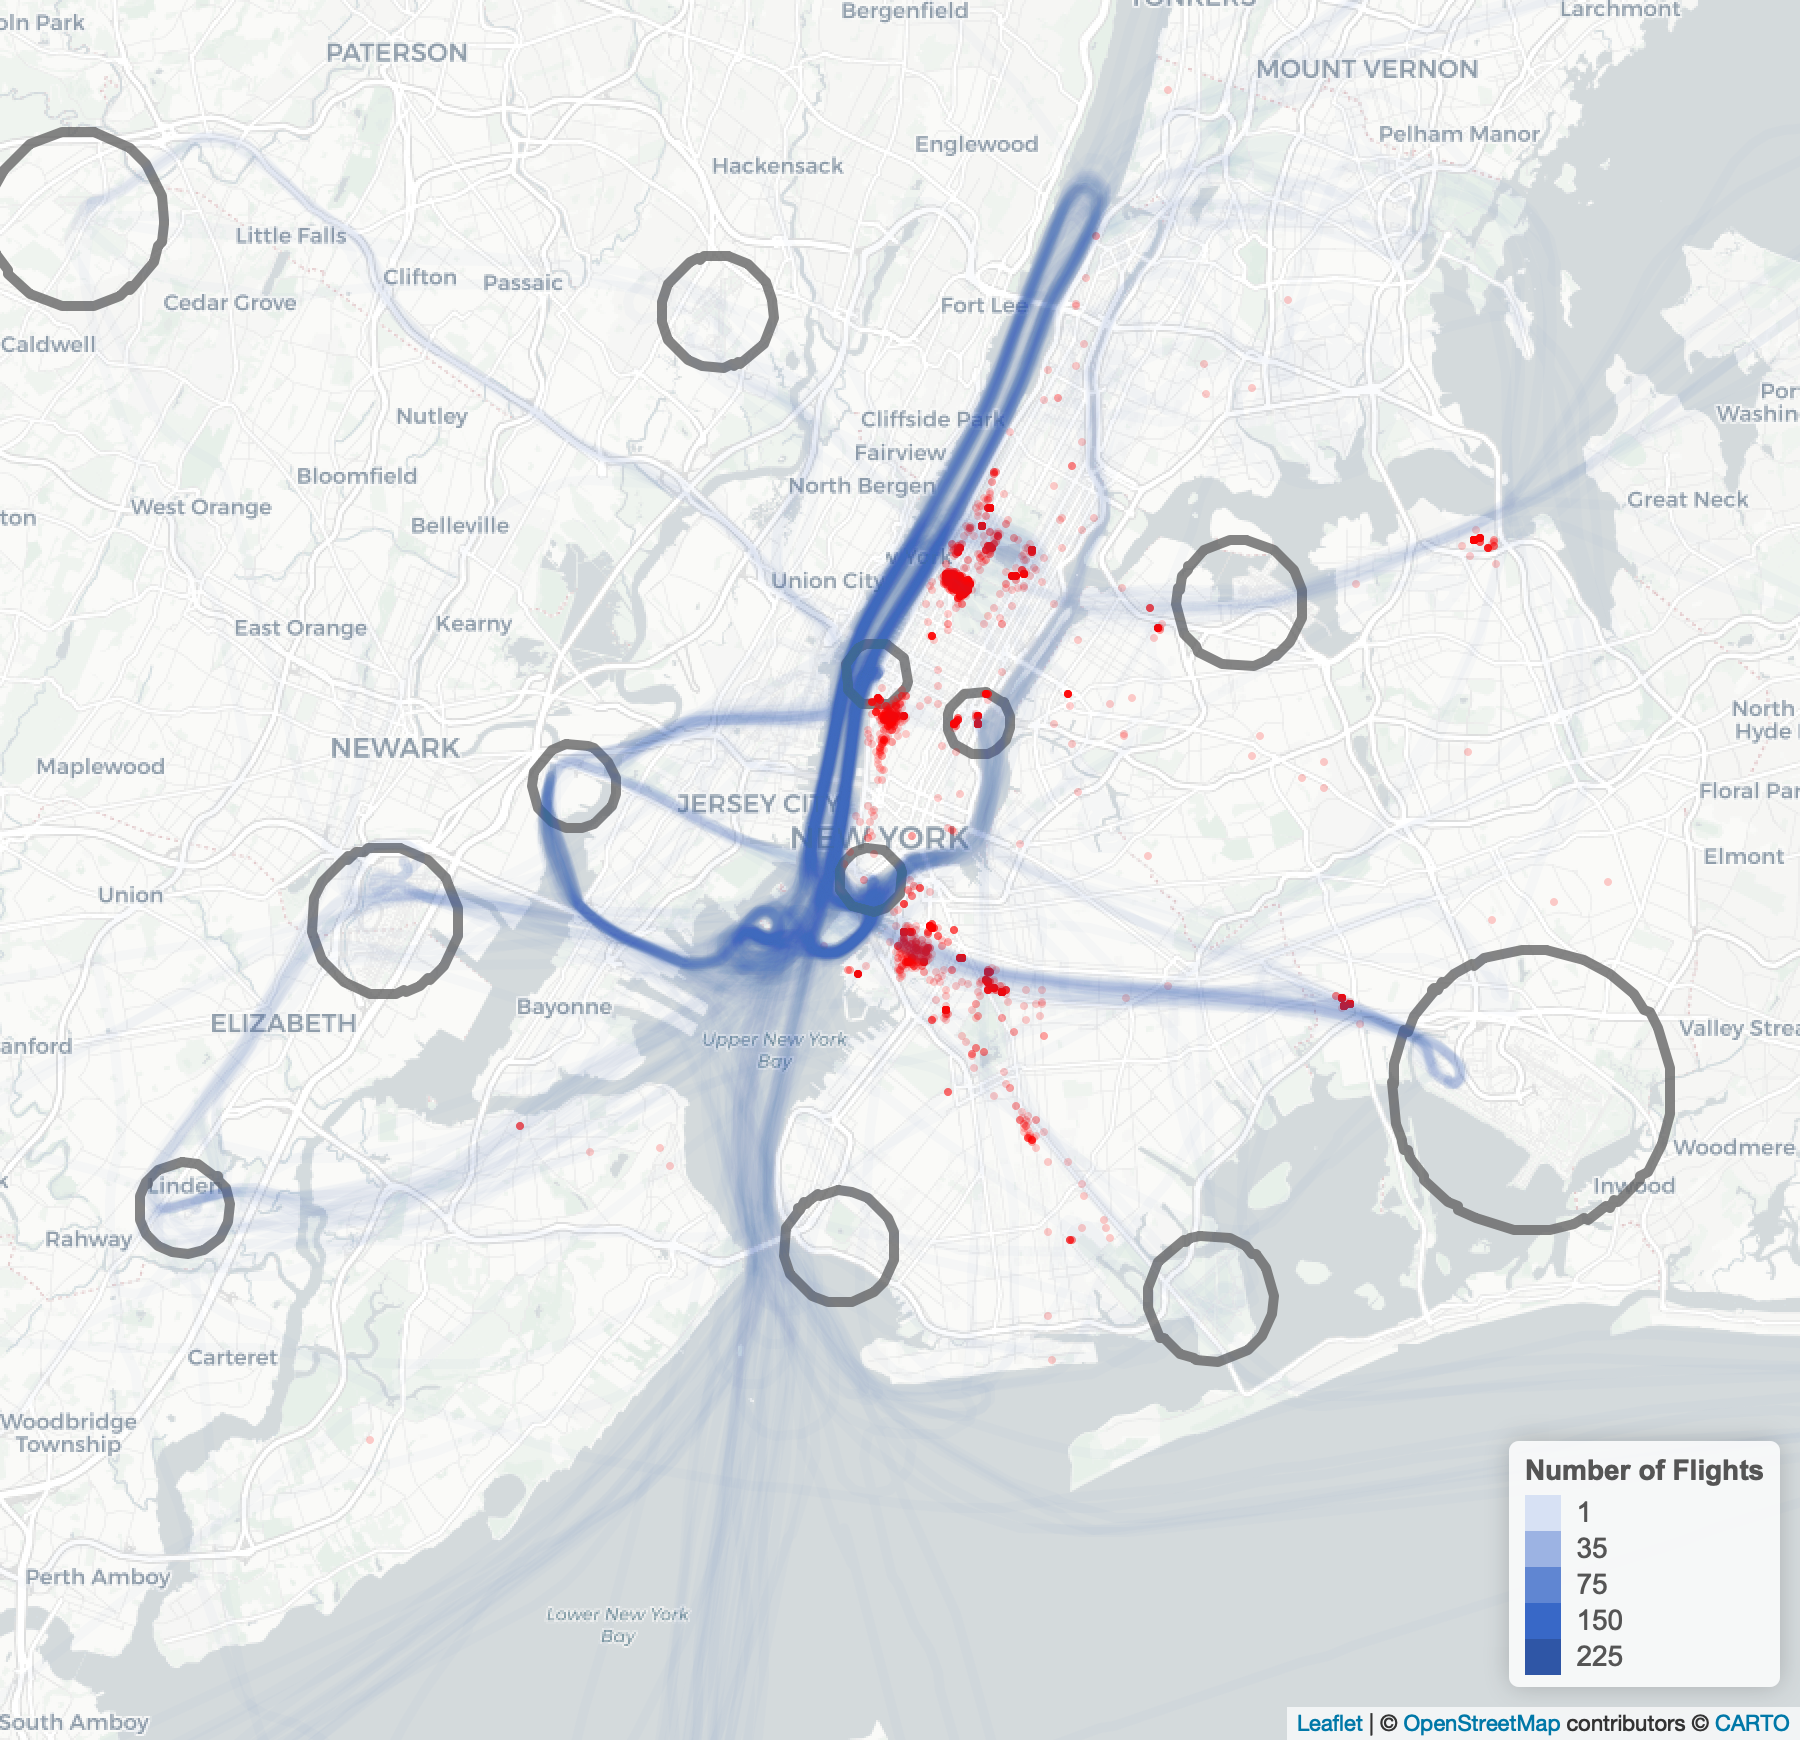 oln Park
Bergenfield
YONKERS
Larchmont
PATERSON
MOUNT VERNON
Pelham Manor
Englewood
Hackensack
Little Falls
Clifton
Passaic
Cedar Grove
Fort Lee
Caldwell
Nutley
Cliffside Park
Por
Washin
Fairview
Bloomfield
North Bergen
West Orange
Belleville
Great Neck
ton
Union City
East Orange
Kearny
North
Hyde
NEWARK
Maplewood
JERSEY CITY
Floral Par
NEW YORK
Elmont
Union
Bayonne
ELIZABETH
Valley Strea
anford
Upper New York
Bay
Woodmere
Linden
Inwood
Rahway
Carteret
Woodbridge
Township
Number of Flights
1
35
75
150
225
Perth Amboy
Lower New York
Bay
South Amboy
Leaflet | © OpenStreetMap contributors © CARTO